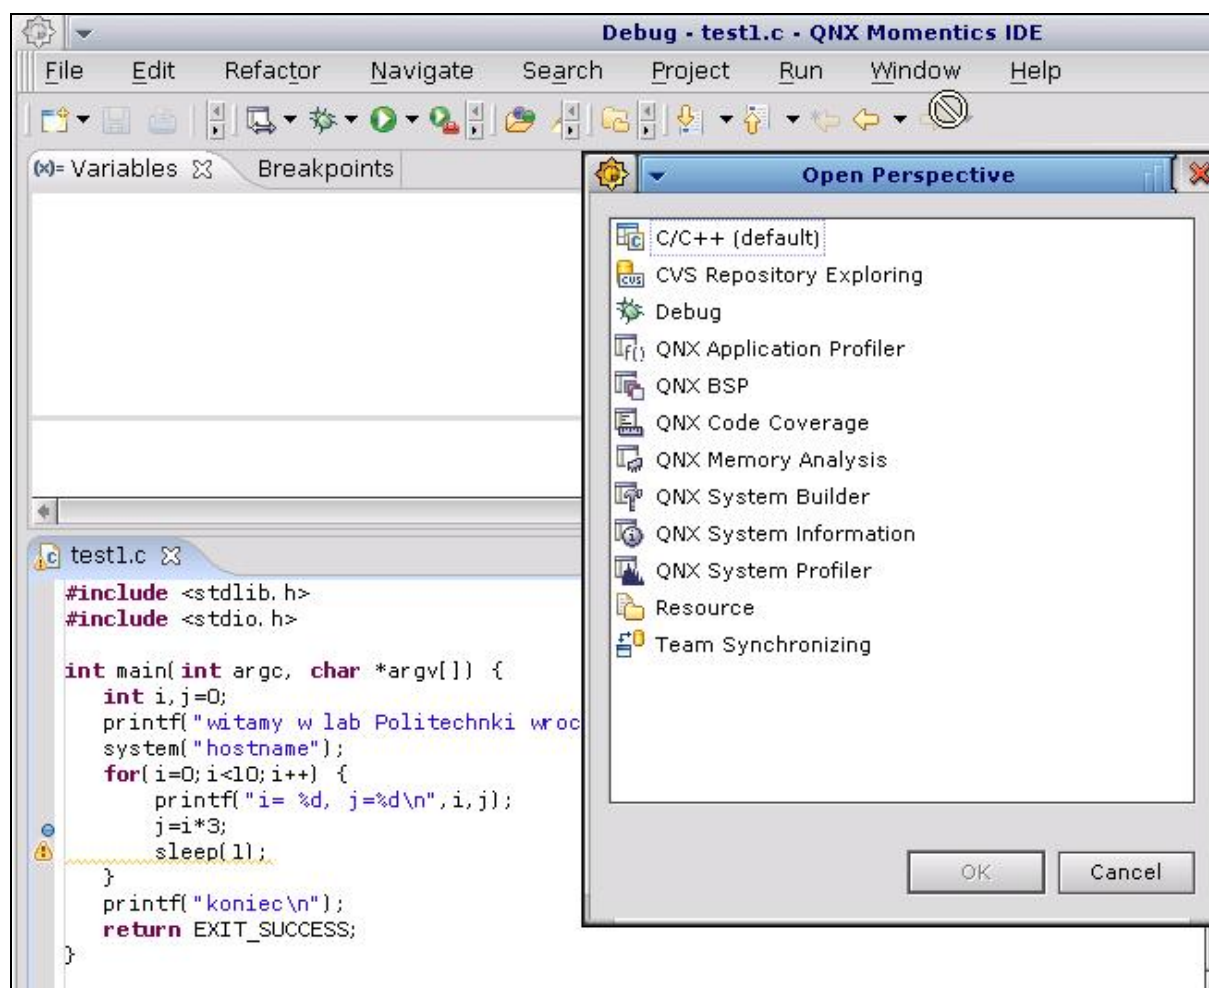 Debug - test1.c - QNX Momentics IDE
File Edit Refactor Navigate Search Project Run Window Help
(x)= Variables Breakpoints
Open Perspective
C/C++ (default)
CVS Repository Exploring
Debug
QNX Application Profiler
QNX BSP
QNX Code Coverage
QNX Memory Analysis
QNX System Builder
QNX System Information
QNX System Profiler
Resource
Team Synchronizing
OK Cancel
test1.c
#include <stdlib.h>
#include <stdio.h>
int main(int argc, char *argv[]) {
int i,j=0;
printf("witamy w lab Politechnki wroc
system("hostname");
for(i=0;i<10;i++) {
printf("i= %d, j=%d\n",i,j);
j=i*3;
sleep(1);
}
printf("koniec\n");
return EXIT_SUCCESS;
}